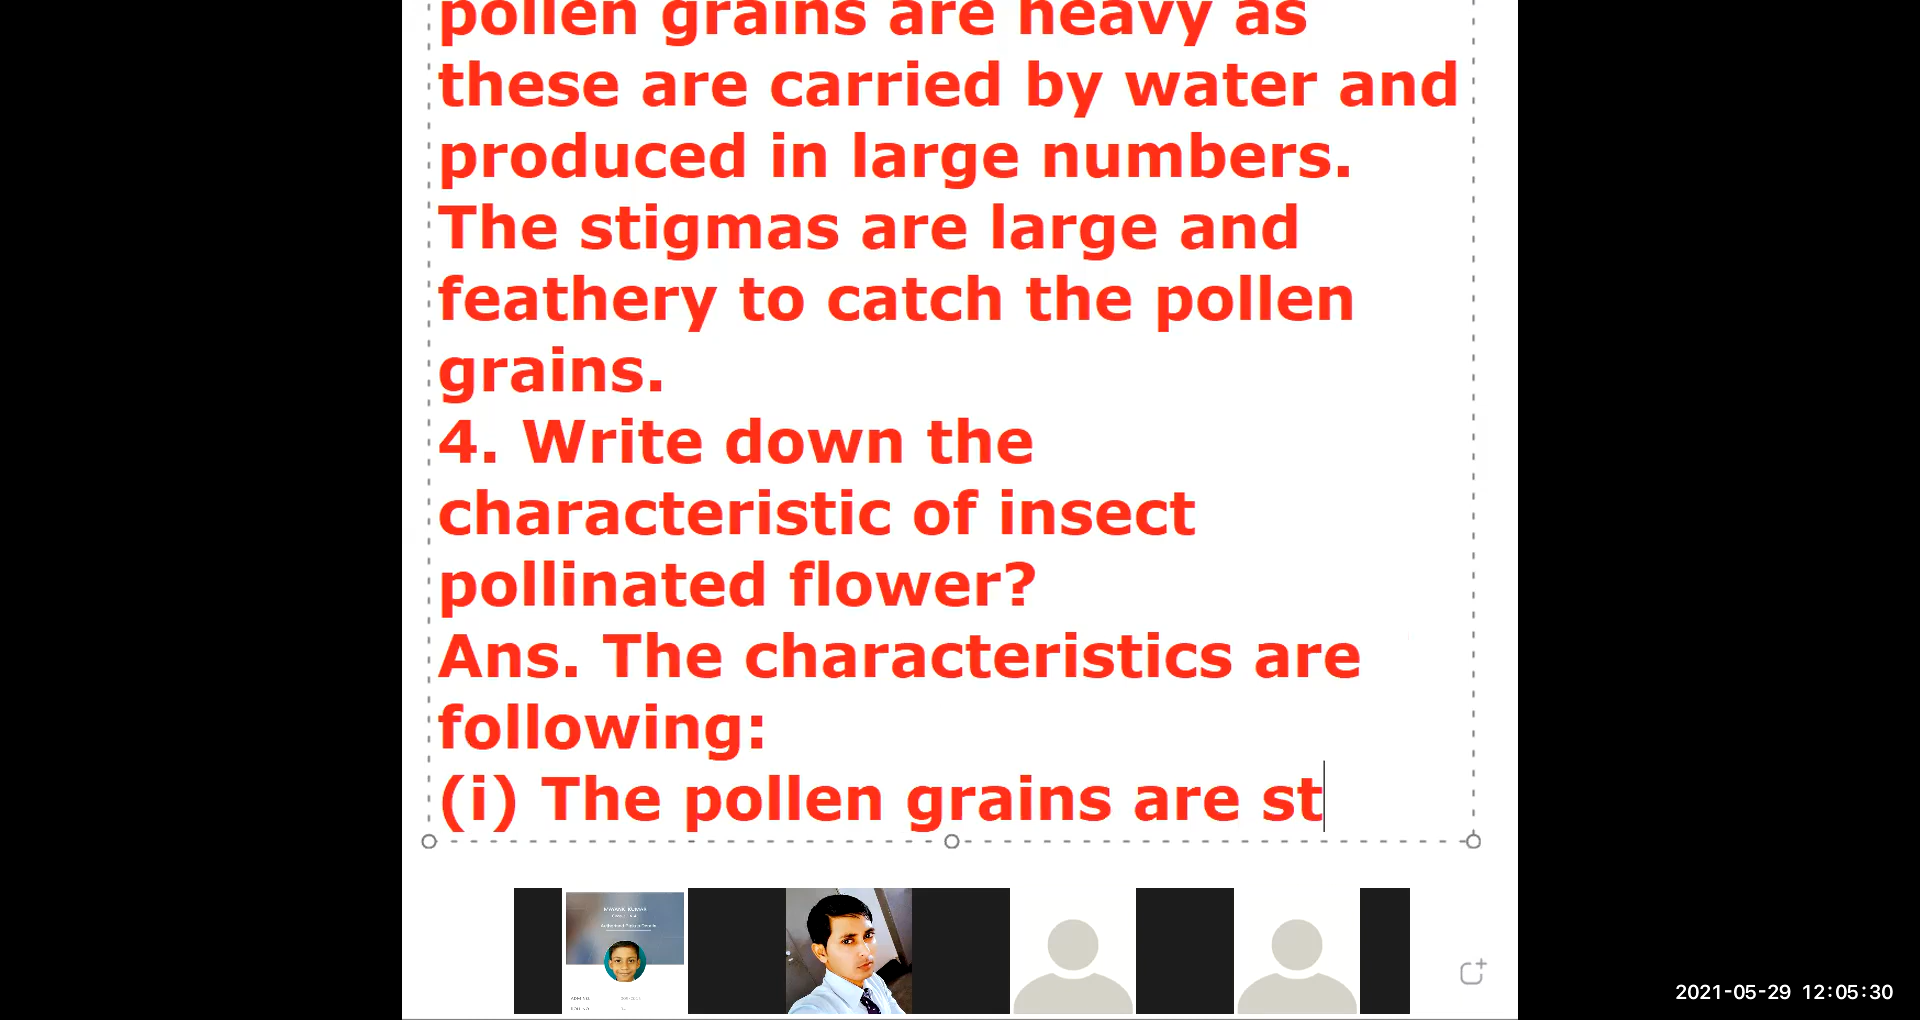 pollen grains are heavy as
these are carried by water and
produced in large numbers.
The stigmas are large and
feathery to catch the pollen
grains.
4. Write down the
characteristic of insect
pollinated flower?
Ans. The characteristics are
following:
(i) The pollen grains are st
2021-05-29 12:05:30